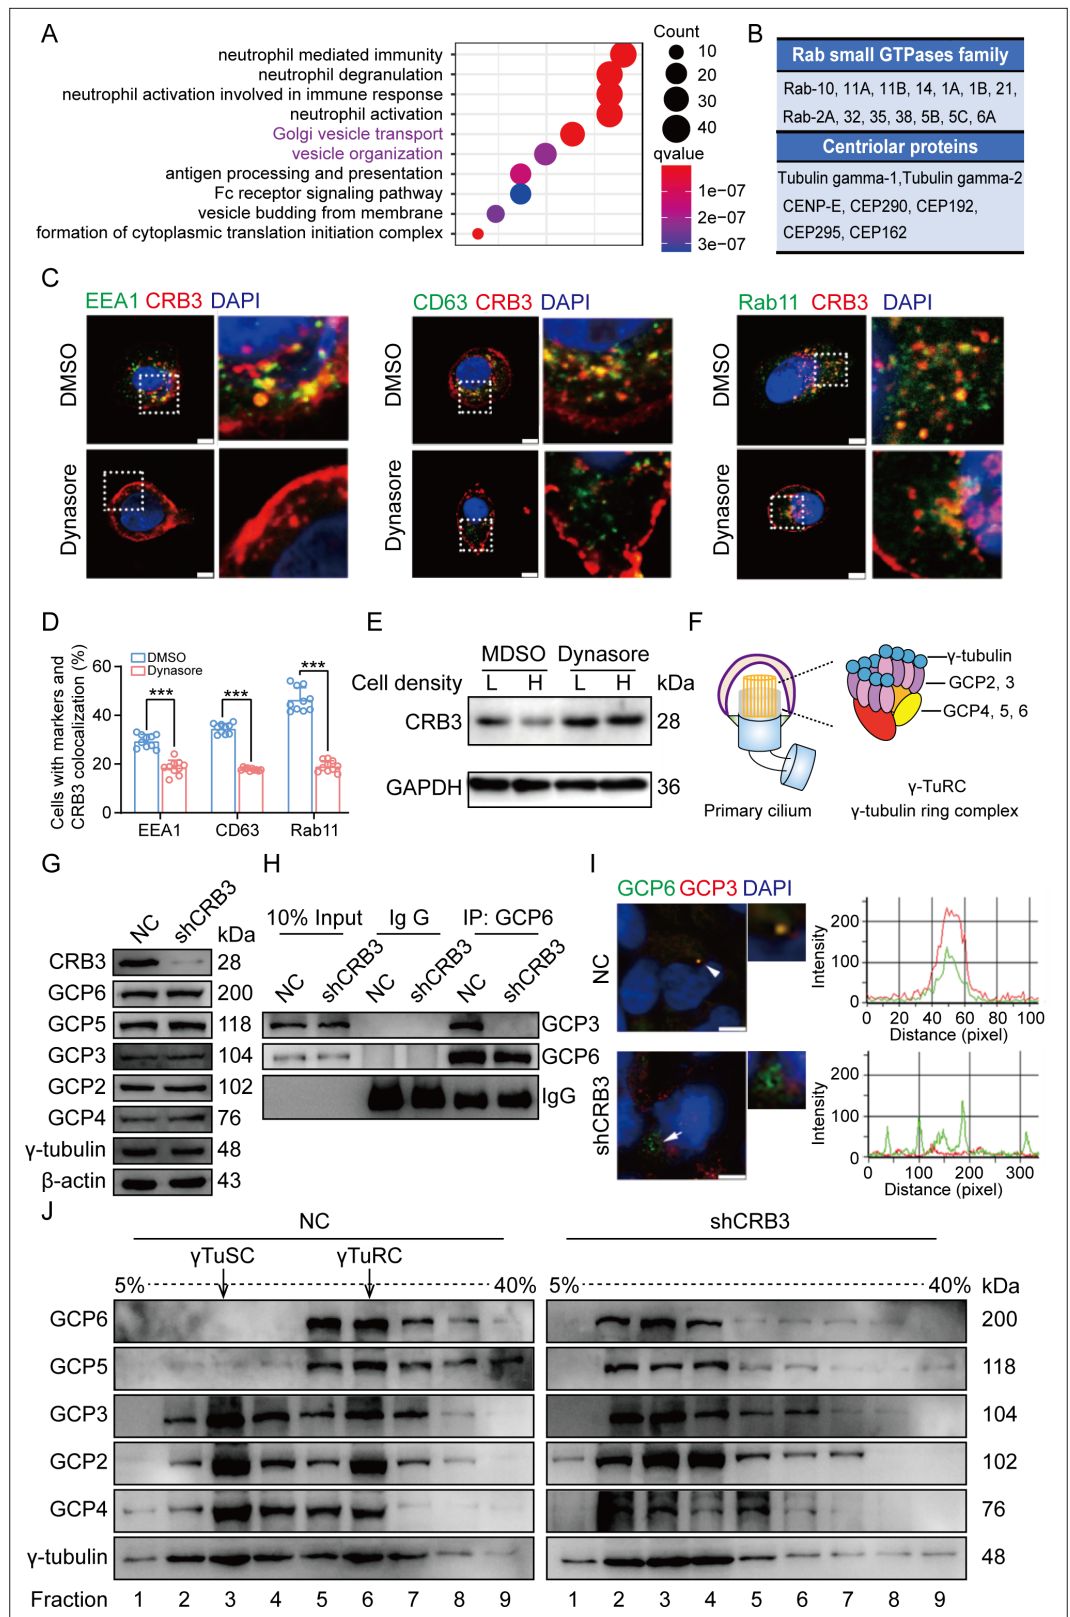 A
neutrophil mediated immunity
neutrophil degranulation
neutrophil activation involved in immune response
neutrophil activation
Golgi vesicle transport
vesicle organization
antigen processing and presentation
Fc receptor signaling pathway
vesicle budding from membrane
formation of cytoplasmic translation initiation complex
Count
10
20
30
40
qvalue
1e−07
2e−07
3e−07
B
Rab small GTPases family
Rab-10, 11A, 11B, 14, 1A, 1B, 21,
Rab-2A, 32, 35, 38, 5B, 5C, 6A
Centriolar proteins
Tubulin gamma-1,Tubulin gamma-2
CENP-E, CEP290, CEP192,
CEP295, CEP162
C
EEA1 CRB3 DAPI
CD63 CRB3 DAPI
Rab11 CRB3 DAPI
DMSO
DMSO
DMSO
Dynasore
Dynasore
Dynasore
D
Cells with markers and
CRB3 colocalization (%)
60
40
20
0
DMSO
Dynasore
***
***
***
EEA1 CD63 Rab11
E
MDSO Dynasore
Cell density L H L H kDa
CRB3 28
GAPDH 36
F
γ-tubulin
GCP2, 3
GCP4, 5, 6
Primary cilium
γ-TuRC
γ-tubulin ring complex
G
NC shCRB3 kDa
CRB3 28
GCP6 200
GCP5 118
GCP3 104
GCP2 102
GCP4 76
γ-tubulin 48
β-actin 43
H
10% Input Ig G IP: GCP6
NC shCRB3 NC shCRB3 NC shCRB3
GCP3
GCP6
IgG
I
GCP6 GCP3 DAPI
NC
shCRB3
Intensity
200
100
0
0 20 40 60 80 100
Distance (pixel)
Intensity
200
100
0
0 100 200 300
Distance (pixel)
J
NC shCRB3
γTuSC γTuRC
5% 40% 5% 40% kDa
GCP6 200
GCP5 118
GCP3 104
GCP2 102
GCP4 76
γ-tubulin 48
Fraction 1 2 3 4 5 6 7 8 9 1 2 3 4 5 6 7 8 9